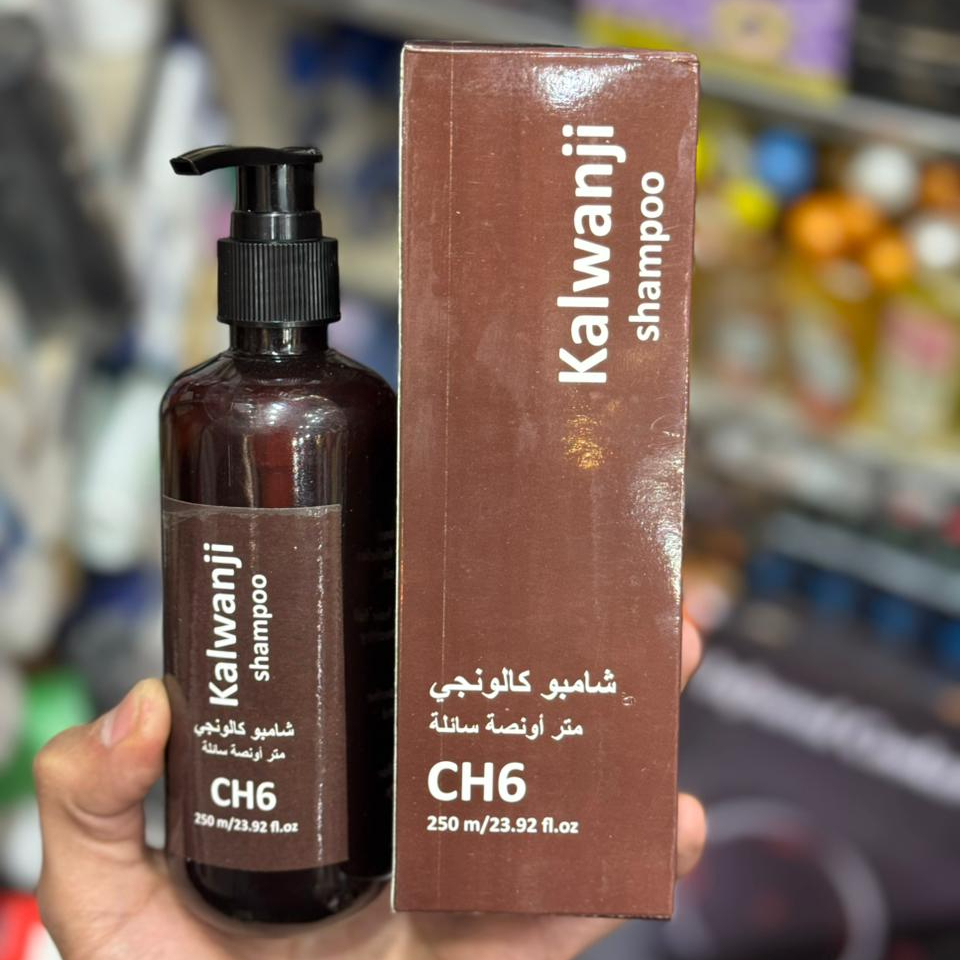 Kalwanji
shampoo
شامبو كالونجي
متر أونصة سائلة
CH6
250 m/23.92 fl.oz
Kalwanji
shampoo
شامبو كالونجي
متر أونصة سائلة
CH6
250 m/23.92 fl.oz